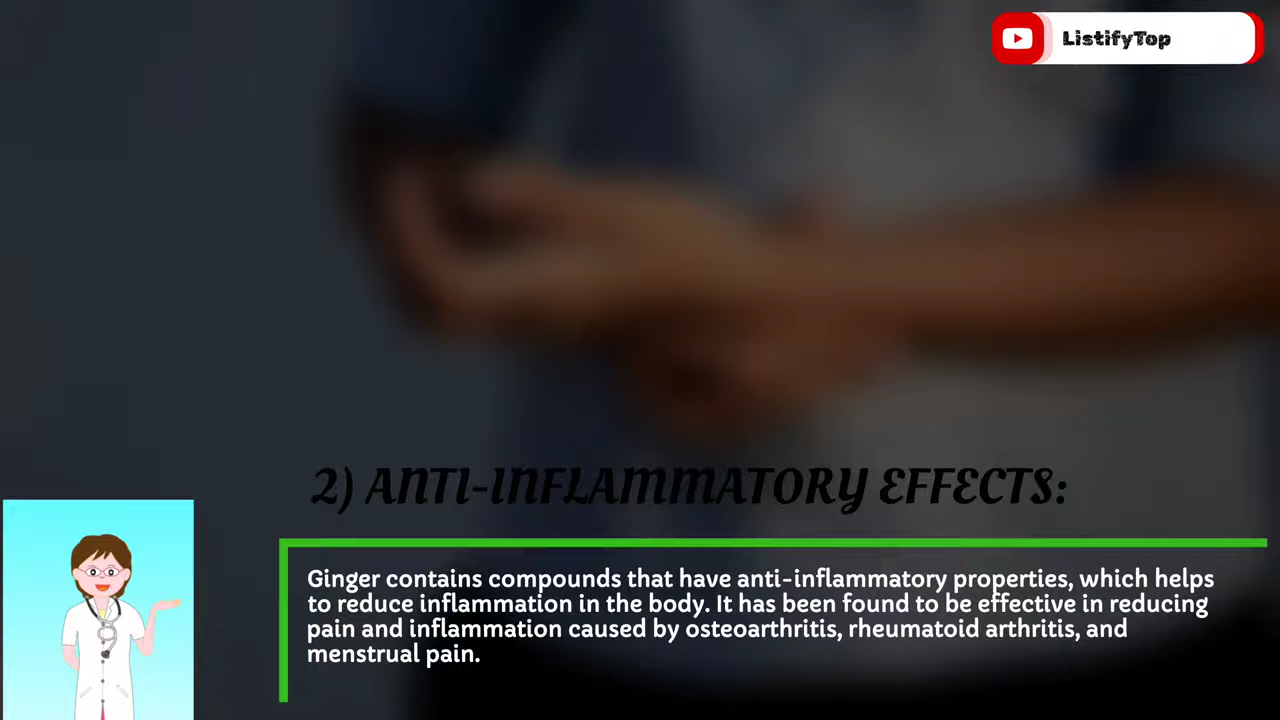 ListifyTop
2) ANTI-INFLAMMATORY EFFECTS:
Ginger contains compounds that have anti-inflammatory properties, which helps
to reduce inflammation in the body. It has been found to be effective in reducing
pain and inflammation caused by osteoarthritis, rheumatoid arthritis, and
menstrual pain.